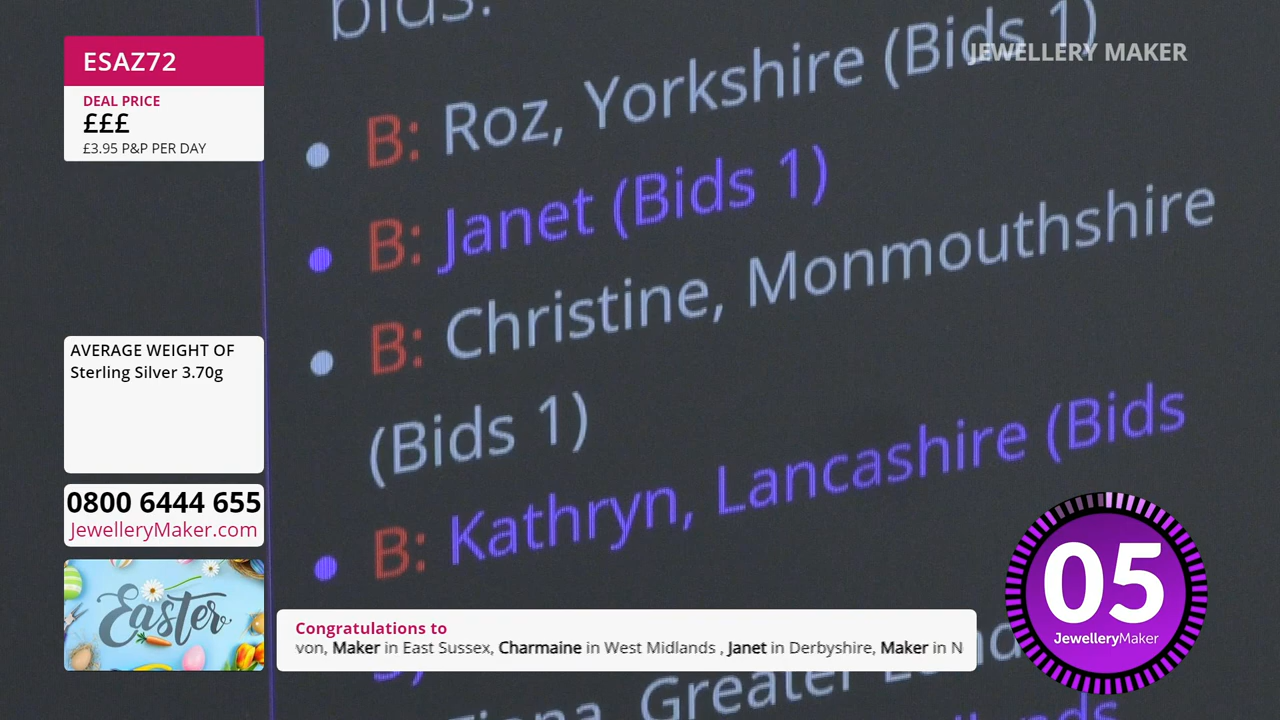 bids:
JEWELLERY MAKER
B: Roz, Yorkshire (Bids 1)
B: Janet (Bids 1)
B: Christine, Monmouthshire
(Bids 1)
B: Kathryn, Lancashire (Bids
Greater
ESAZ72
DEAL PRICE
£££
£3.95 P&P PER DAY
AVERAGE WEIGHT OF
Sterling Silver 3.70g
0800 6444 655
JewelleryMaker.com
Easter
Congratulations to
von, Maker in East Sussex, Charmaine in West Midlands , Janet in Derbyshire, Maker in N
05
JewelleryMaker